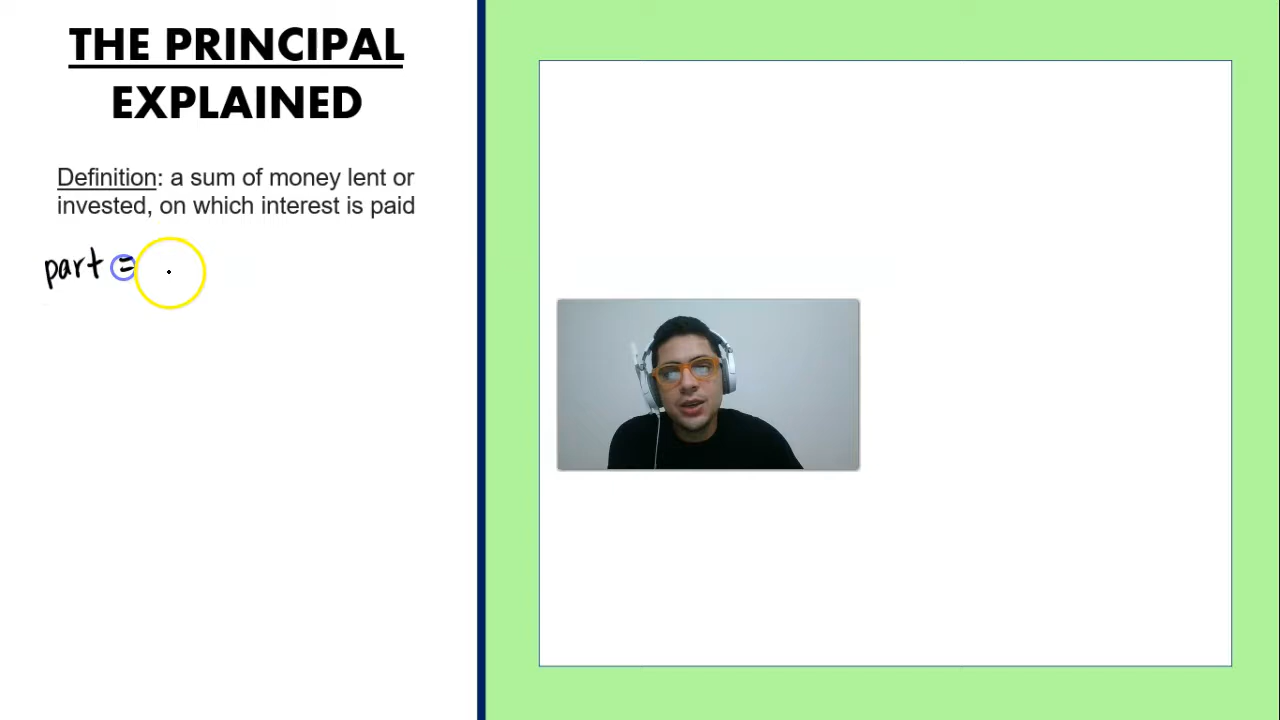 THE PRINCIPAL
EXPLAINED
Definition: a sum of money lent or
invested, on which interest is paid
part =